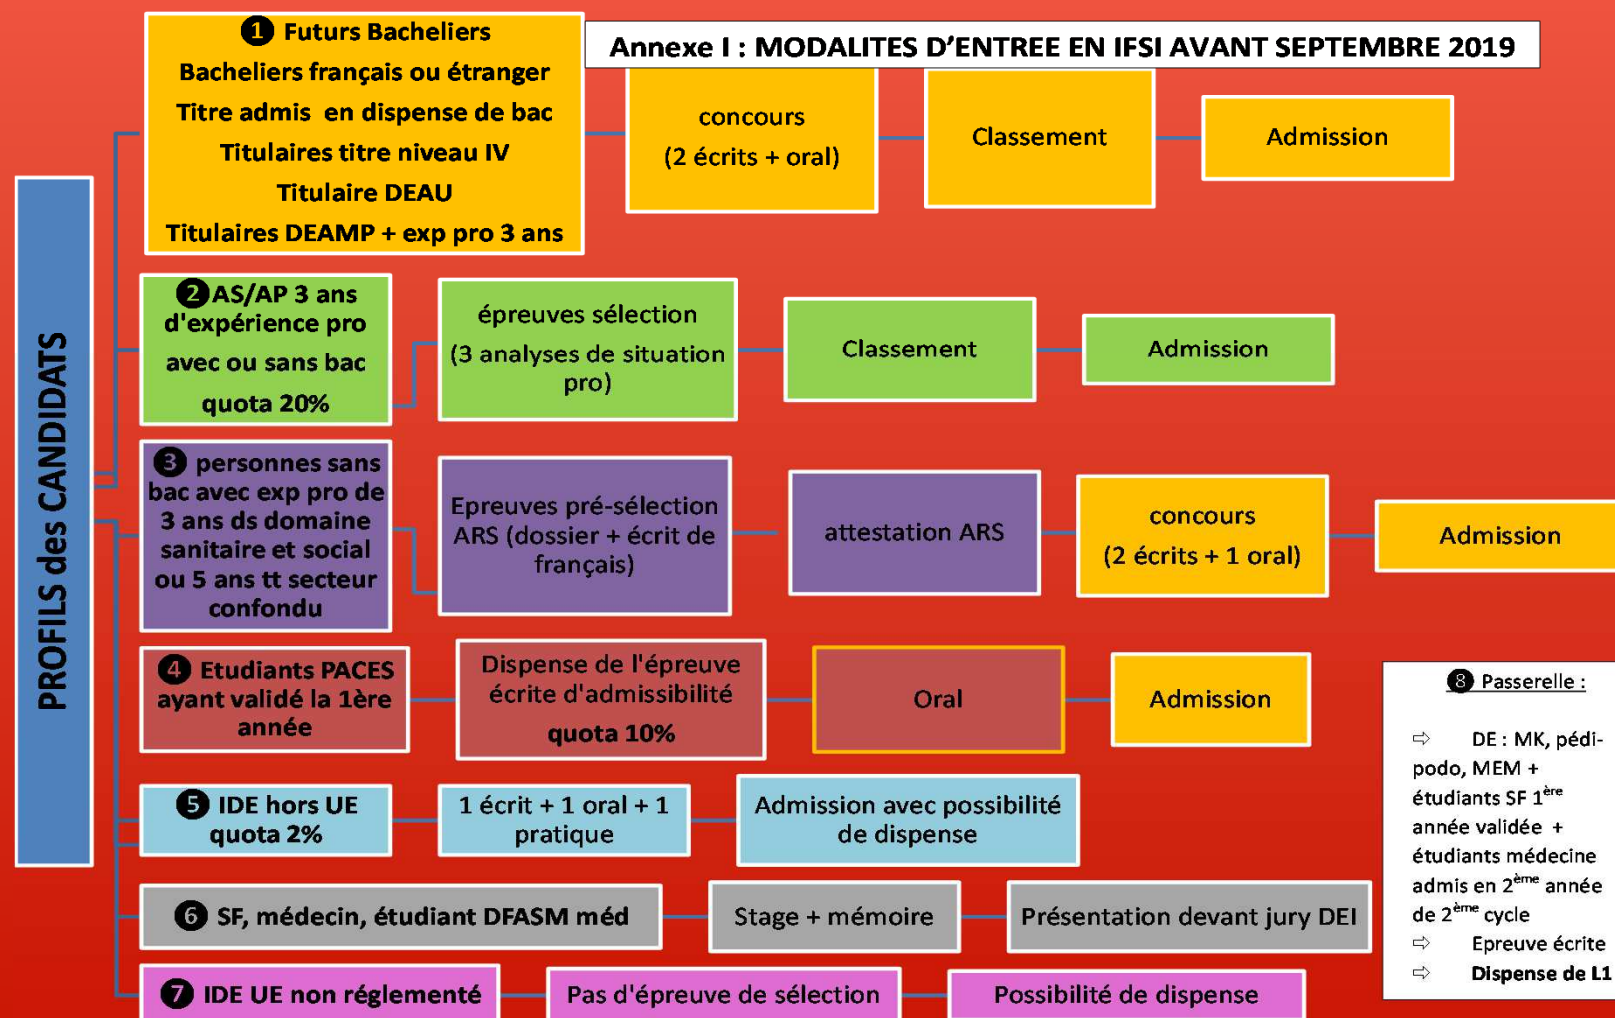 Annexe I : MODALITES D'ENTREE EN IFSI AVANT SEPTEMBRE 2019
PROFILS des CANDIDATS
❶ Futurs Bacheliers
Bacheliers français ou étranger
Titre admis en dispense de bac
Titulaires titre niveau IV
Titulaire DEAU
Titulaires DEAMP + exp pro 3 ans
concours
(2 écrits + oral)
Classement
Admission
❷ AS/AP 3 ans
d'expérience pro
avec ou sans bac
quota 20%
épreuves sélection
(3 analyses de situation
pro)
Classement
Admission
❸ personnes sans
bac avec exp pro de
3 ans ds domaine
sanitaire et social
ou 5 ans tt secteur
confondu
Epreuves pré-sélection
ARS (dossier + écrit de
français)
attestation ARS
concours
(2 écrits + 1 oral)
Admission
❹ Etudiants PACES
ayant validé la 1ère
année
Dispense de l'épreuve
écrite d'admissibilité
quota 10%
Oral
Admission
❺ IDE hors UE
quota 2%
1 écrit + 1 oral + 1
pratique
Admission avec possibilité
de dispense
❻ SF, médecin, étudiant DFASM méd
Stage + mémoire
Présentation devant jury DEI
❼ IDE UE non réglementé
Pas d'épreuve de sélection
Possibilité de dispense
❽ Passerelle :
⇨ DE : MK, pédi-
podo, MEM +
étudiants SF 1ère
année validée +
étudiants médecine
admis en 2ème année
de 2ème cycle
⇨ Epreuve écrite
⇨ Dispense de L1